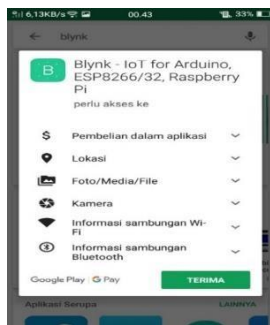 6,13KB/s 00.43 33%
blynk
B
Blynk - IoT for Arduino,
ESP8266/32, Raspberry
Pi
perlu akses ke
$ Pembelian dalam aplikasi
Lokasi
Foto/Media/File
Kamera
Informasi sambungan Wi-
Fi
Informasi sambungan
Bluetooth
Google Play | G Pay TERIMA
Aplikasi Serupa LAINNYA